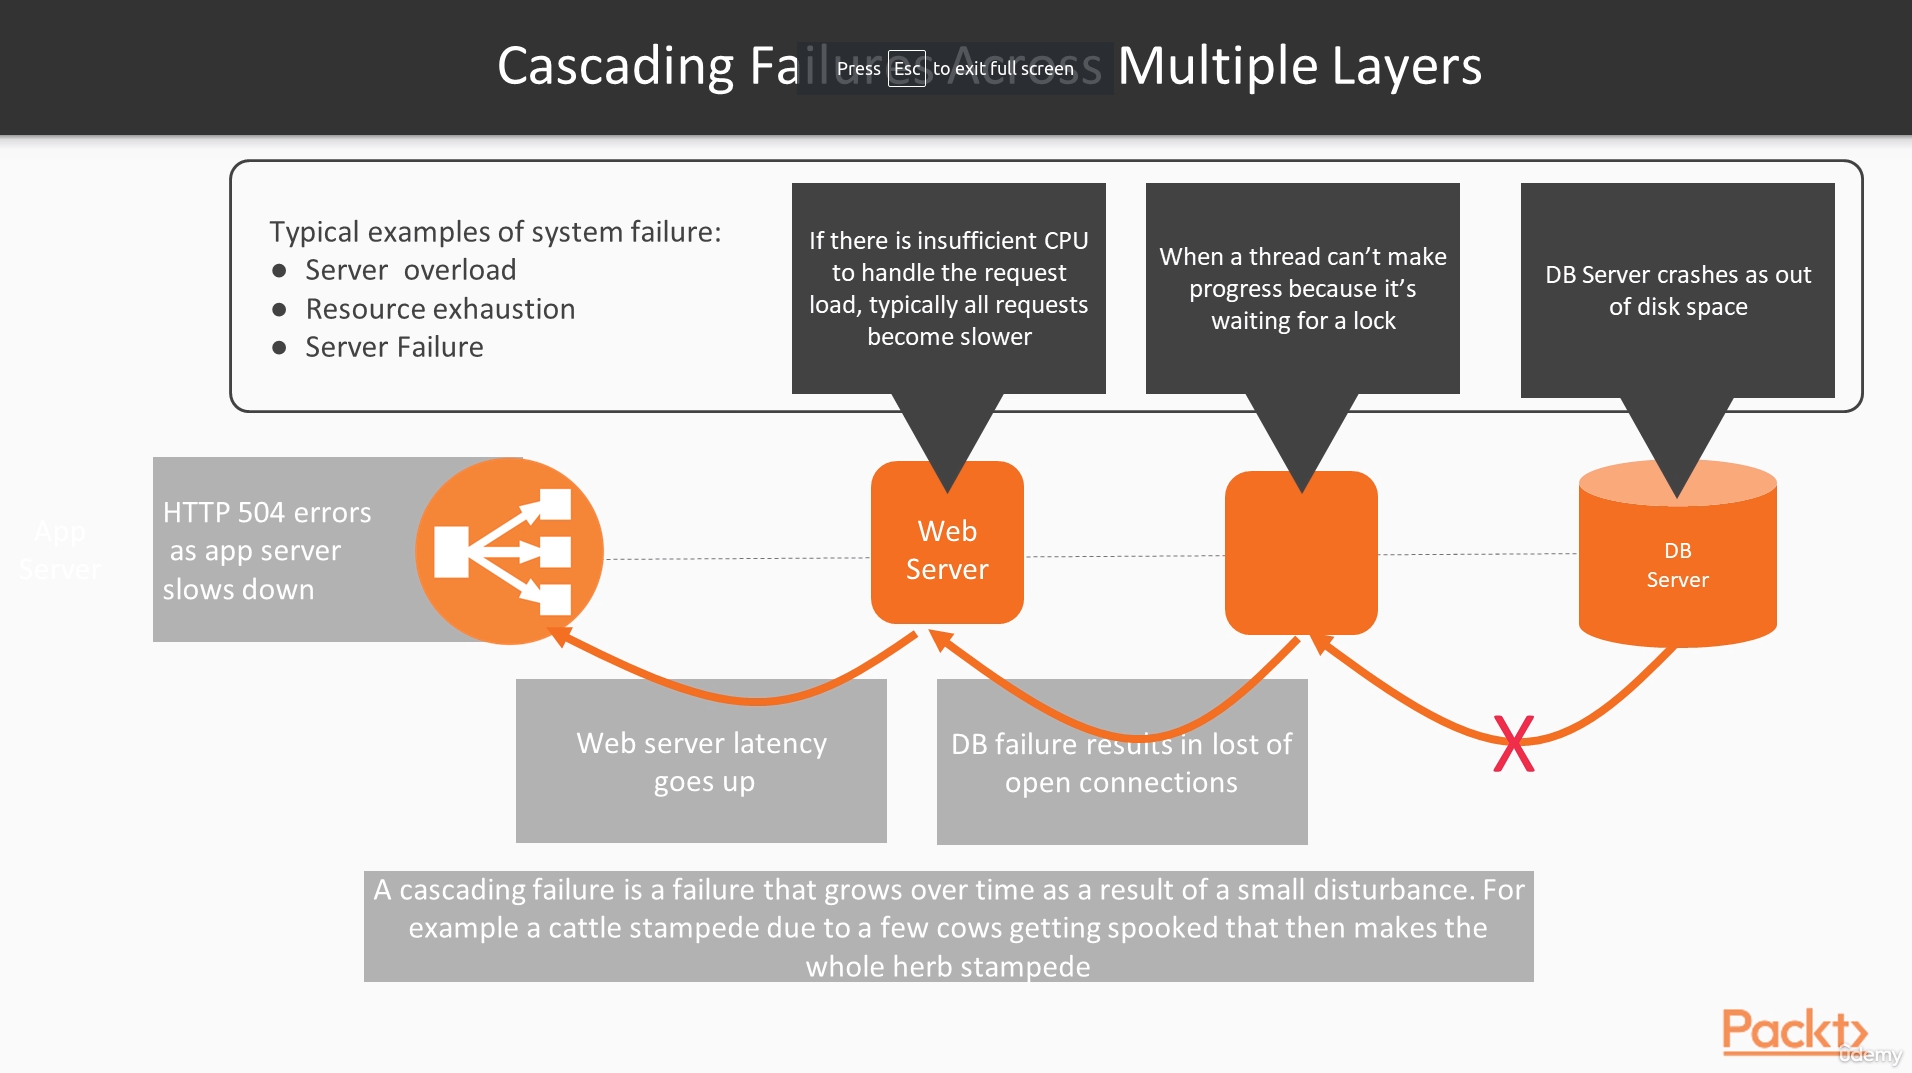 Cascading Failures Across Multiple Layers
Press Esc to exit full screen
Typical examples of system failure:
● Server overload
● Resource exhaustion
● Server Failure
If there is insufficient CPU
to handle the request
load, typically all requests
become slower
When a thread can’t make
progress because it’s
waiting for a lock
DB Server crashes as out
of disk space
App
Server
HTTP 504 errors
as app server
slows down
Web
Server
DB
Server
Web server latency
goes up
DB failure results in lost of
open connections
X
A cascading failure is a failure that grows over time as a result of a small disturbance. For
example a cattle stampede due to a few cows getting spooked that then makes the
whole herb stampede
Packt>
ûdemy